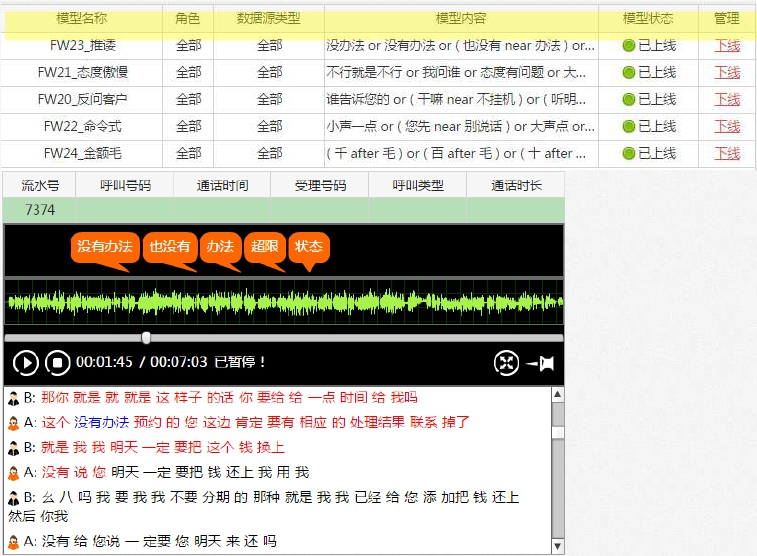 模型名称 角色 数据源类型 模型内容 模型状态 管理
FW23_推诿 全部 全部 没办法 or 没有办法 or ( 也没有 near 办法 ) or... 已上线 下线
FW21_态度傲慢 全部 全部 不行就是不行 or 我问谁 or 态度有问题 or 大... 已上线 下线
FW20_反问客户 全部 全部 谁告诉您的 or ( 干嘛 near 不挂机 ) or ( 听明... 已上线 下线
FW22_命令式 全部 全部 小声一点 or ( 您先 near 别说话 ) or 大声点 or... 已上线 下线
FW24_金额毛 全部 全部 ( 千 after 毛 ) or ( 百 after 毛 ) or ( 十 after ... 已上线 下线
流水号 呼叫号码 通话时间 受理号码 呼叫类型 通话时长
7374
没有办法 也没有 办法 超限 状态
00:01:45 / 00:07:03 已暂停！
B: 那你 就是 就 就是 这 样子 的话 你 要给 给 一点 时间 给 我吗
A: 这个 没有办法 预约 的 您 这边 肯定 要有 相应 的 处理结果 联系 掉了
B: 就是 我 我 明天 一定 要把 这个 钱 换上
A: 没有 说 您 明天 一定 要把 钱 还上 我 用 我
B: 幺 八 吗 我 要 我 我 不要 分期 的 那种 就是 我 我 已经 给 您 添 加把 钱 还上
然后 你我
A: 没有 给 您说 一 定要 您 明天 来 还 吗